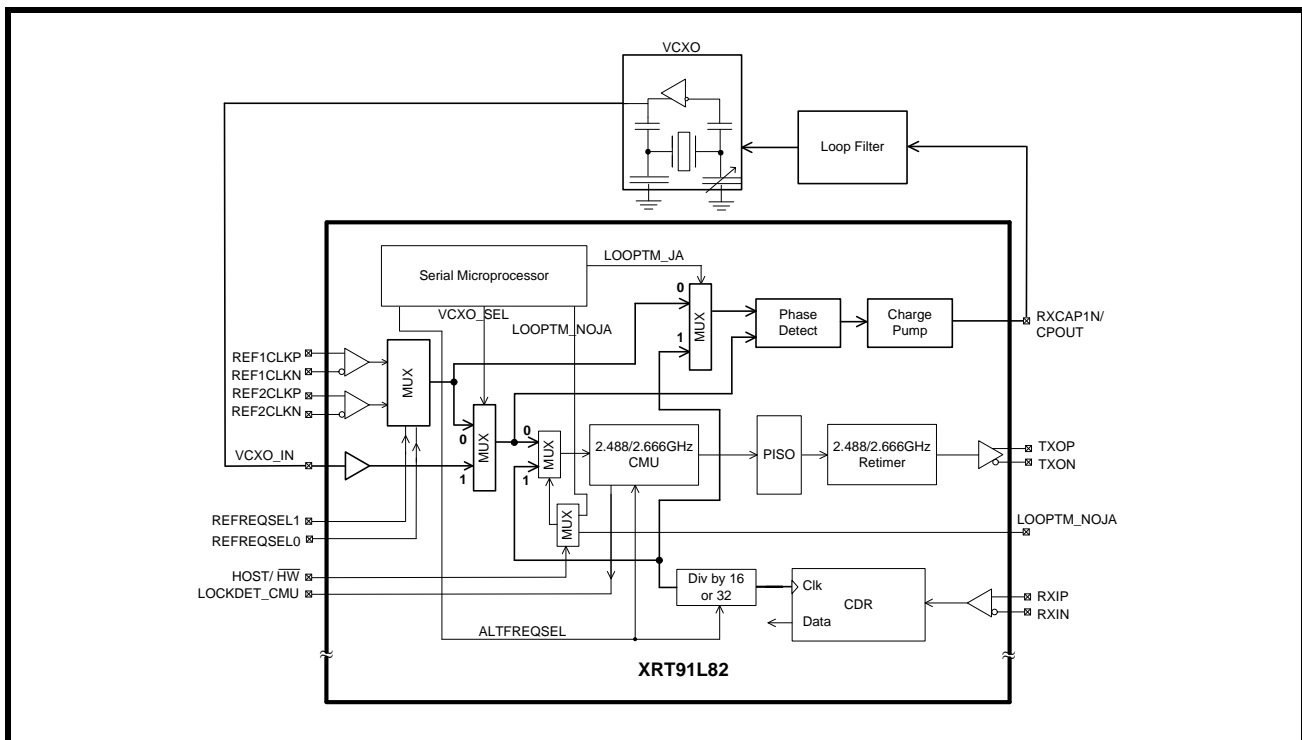 VCXO
Loop Filter
LOOPTM_JA
Serial Microprocessor
VCXO_SEL
LOOPTM_NOJA
0
1
MUX
Phase
Detect
Charge
Pump
RXCAP1N/
CPOUT
REF1CLKP
REF1CLKN
REF2CLKP
REF2CLKN
MUX
VCXO_IN
0
1
MUX
0
1
MUX
2.488/2.666GHz
CMU
PISO
2.488/2.666GHz
Retimer
TXOP
TXON
MUX
LOOPTM_NOJA
REFREQSEL1
REFREQSEL0
HOST/ HW
LOCKDET_CMU
Div by 16
or 32
Clk
CDR
Data
RXIP
RXIN
ALTFREQSEL
XRT91L82